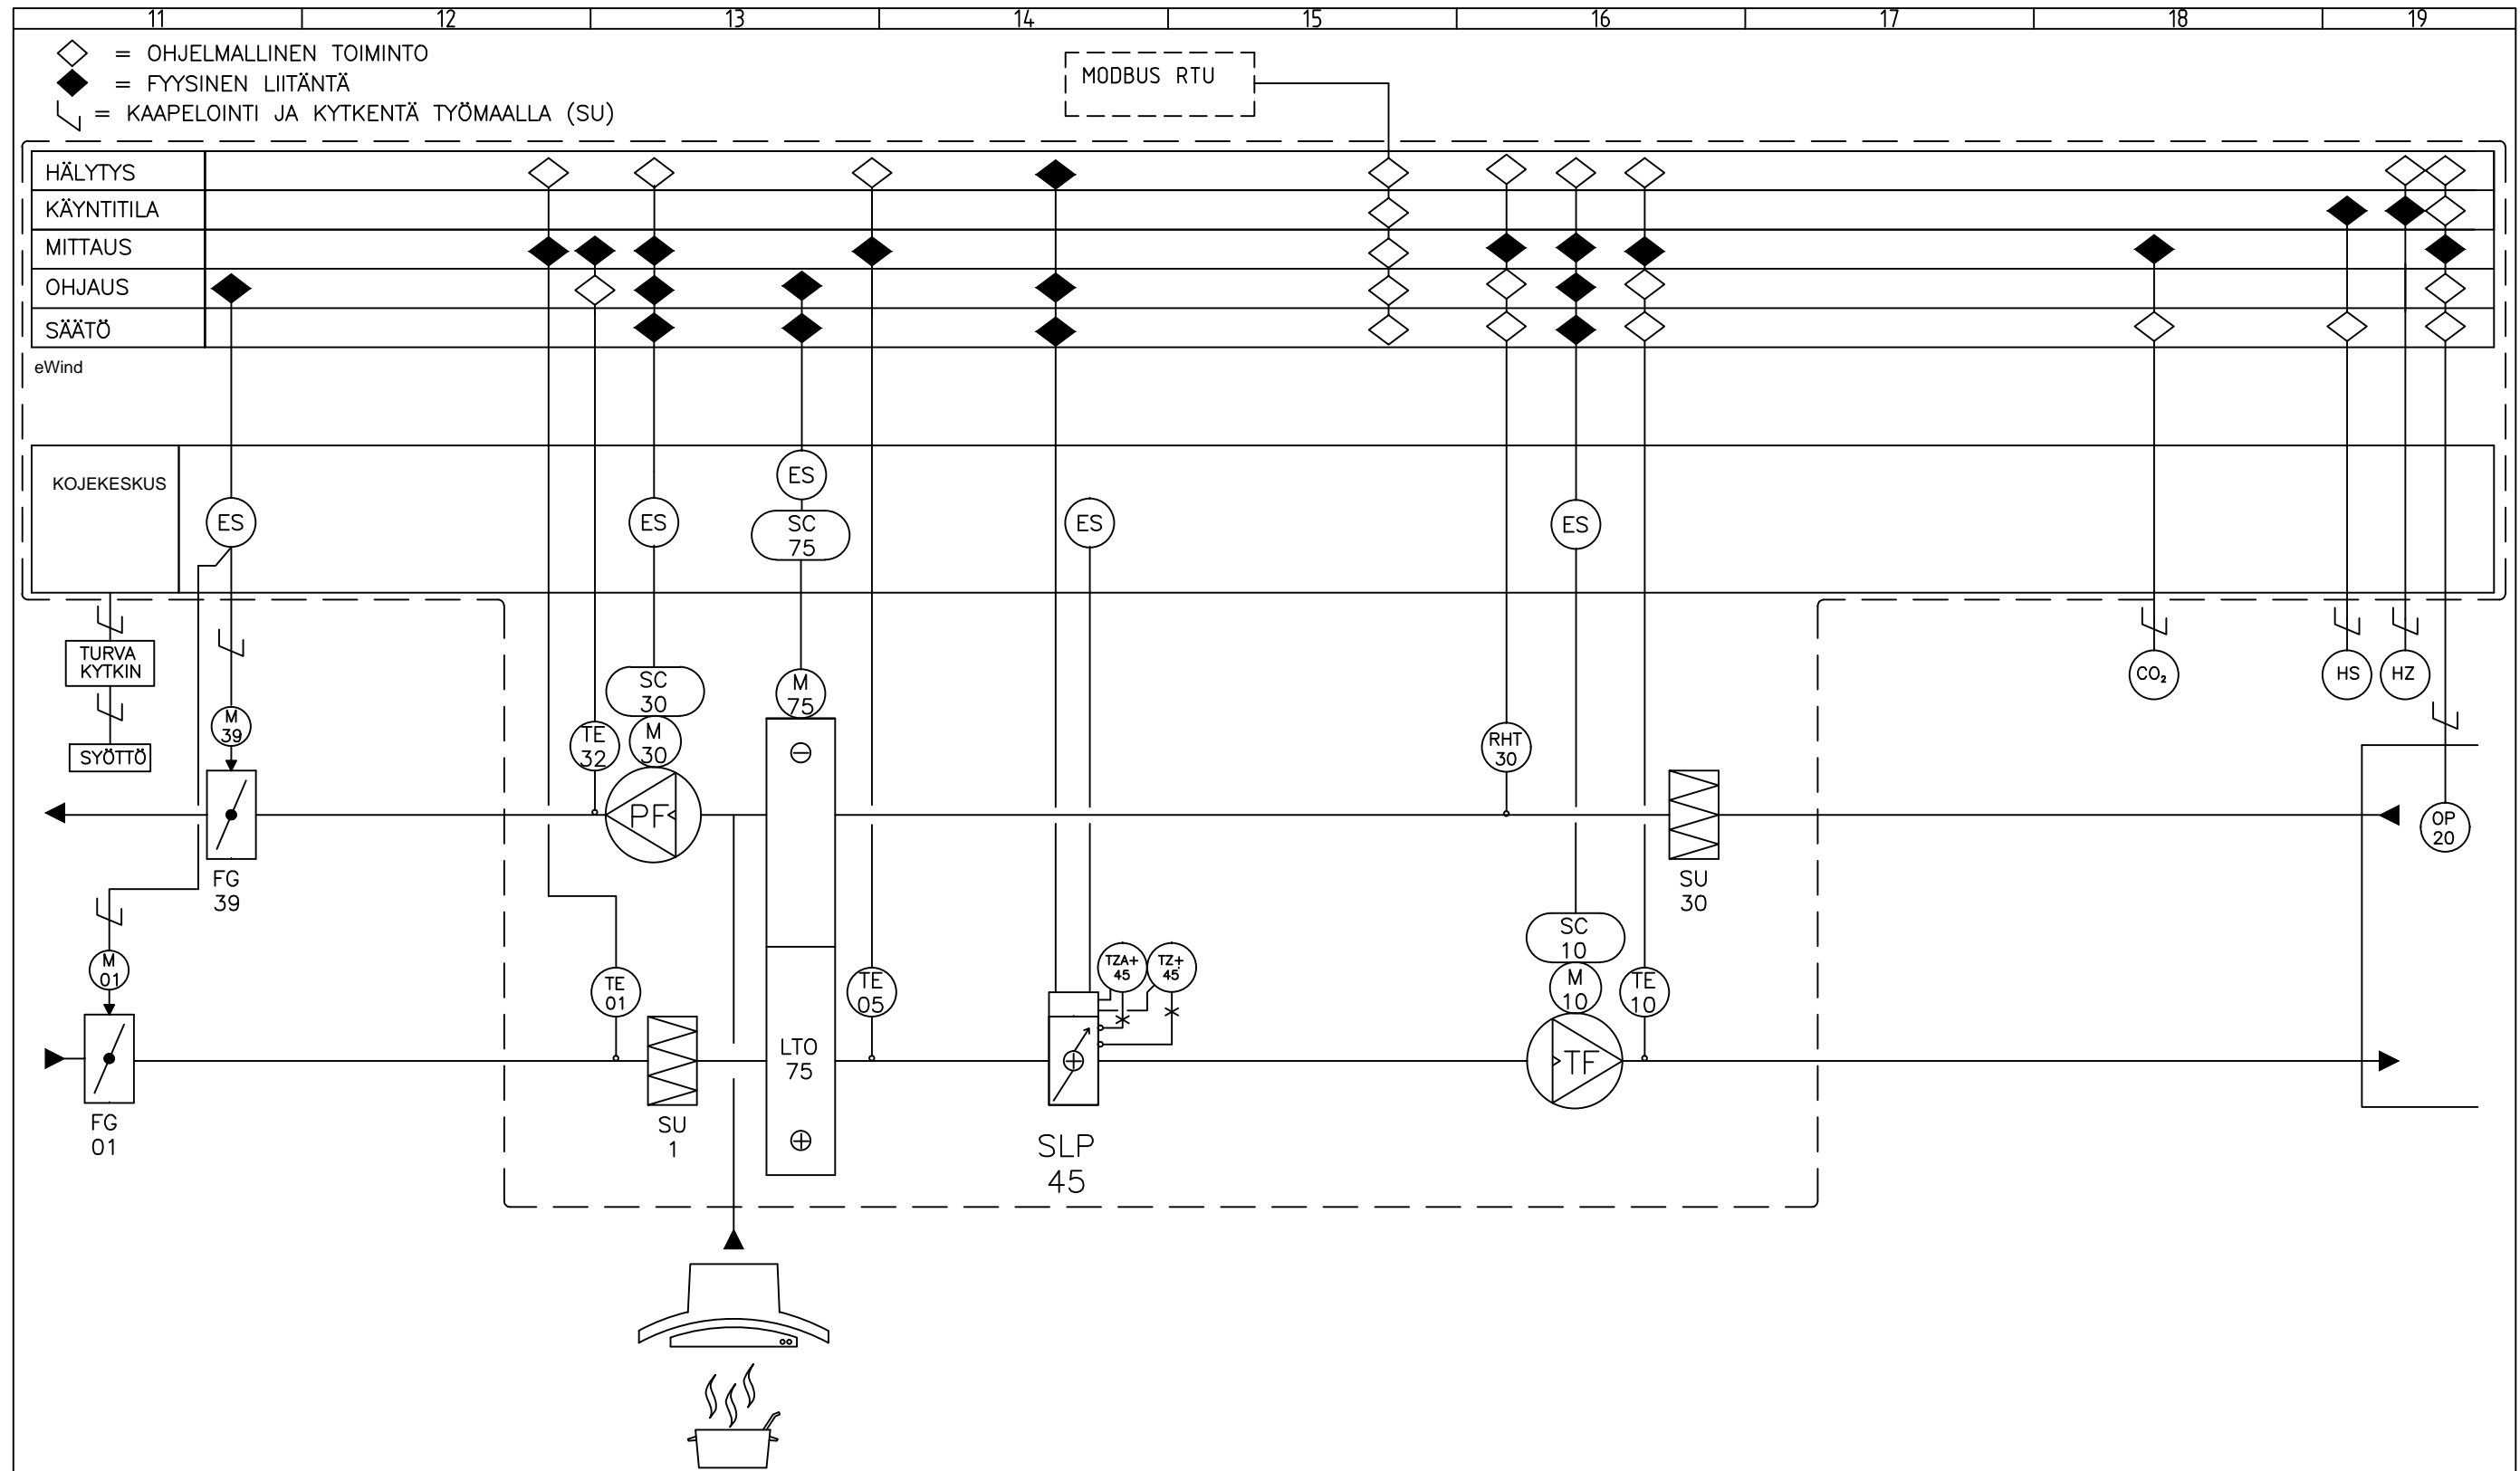 11 12 13 14 15 16 17 18 19
= OHJELMALLINEN TOIMINTO
= FYYSINEN LIITÄNTÄ
= KAAPELOINTI JA KYTKENTÄ TYÖMAALLA (SU)
MODBUS RTU
HÄLYTYS
KÄYNTITILA
MITTAUS
OHJAUS
SÄÄTÖ
eWind
KOJEKESKUS
ES
ES
ES
SC
75
ES
ES
TURVA
KYTKIN
SYÖTTÖ
M
39
SC
30
M
30
TE
32
M
75
RHT
30
CO₂
HS
HZ
PF
OP
20
FG
39
SU
30
M
01
TE
01
TE
05
TZA+
45
TZ+
45
SC
10
M
10
TE
10
LTO
75
TF
FG
01
SU
1
SLP
45